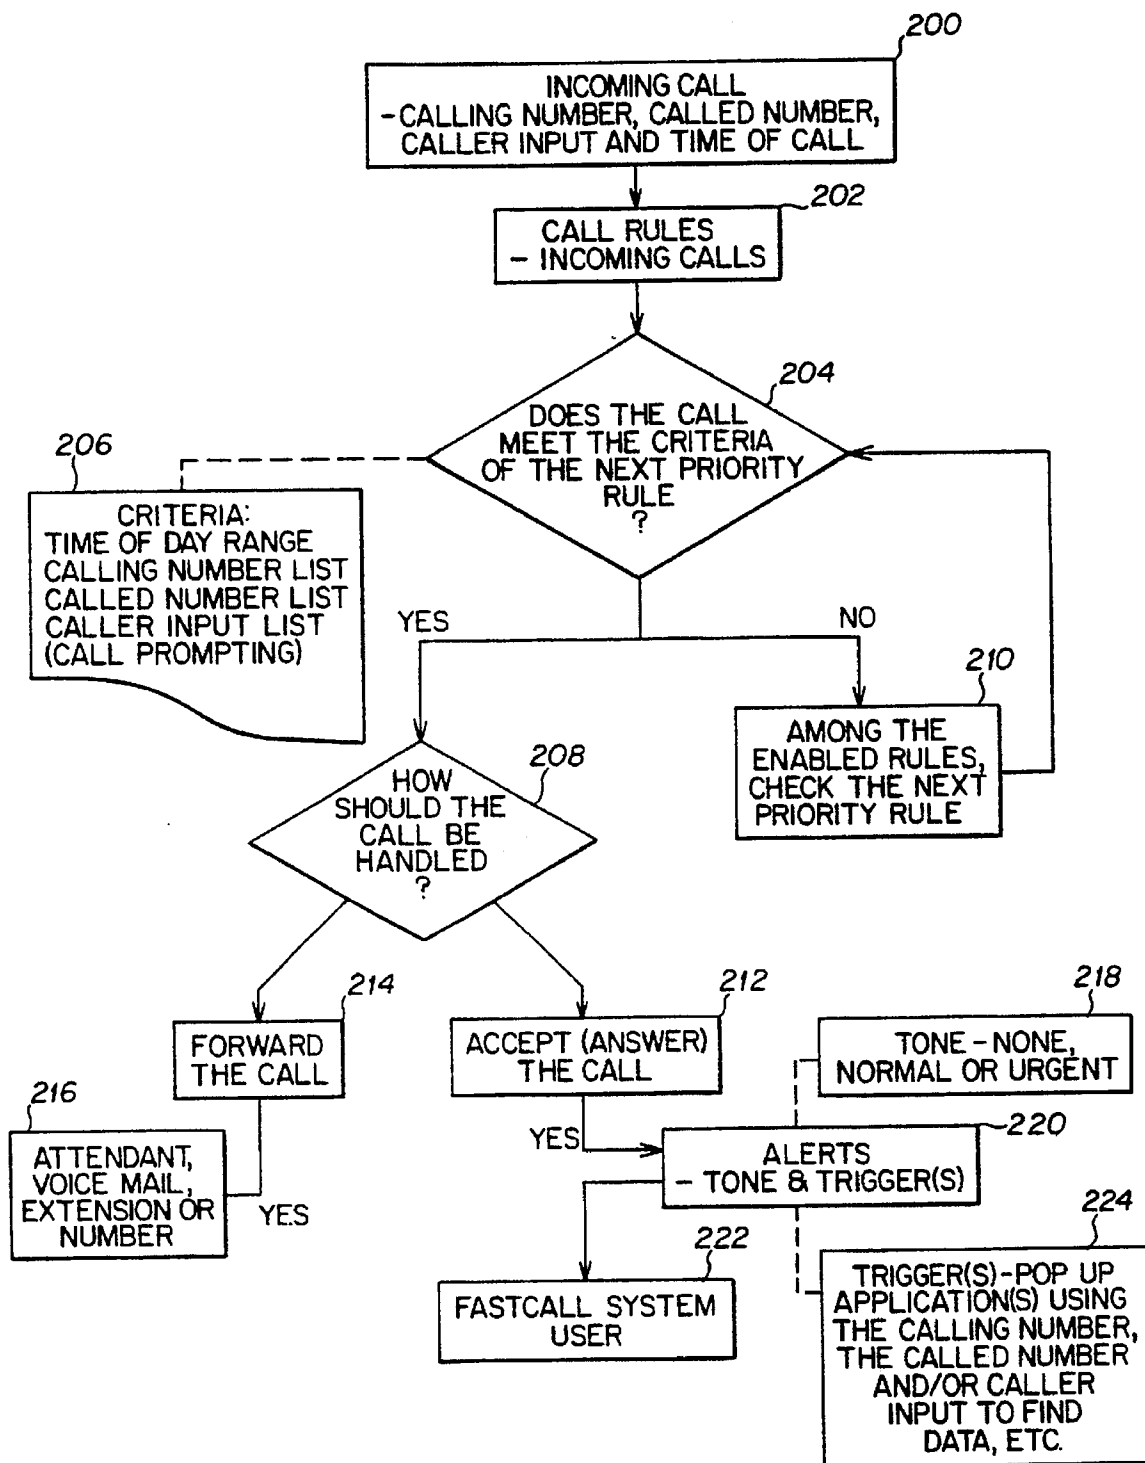 200
INCOMING CALL
- CALLING NUMBER, CALLED NUMBER,
CALLER INPUT AND TIME OF CALL
202
CALL RULES
- INCOMING CALLS
204
DOES THE CALL
MEET THE CRITERIA
OF THE NEXT PRIORITY
RULE
?
206
CRITERIA:
TIME OF DAY RANGE
CALLING NUMBER LIST
CALLED NUMBER LIST
CALLER INPUT LIST
(CALL PROMPTING)
YES
NO
210
AMONG THE
ENABLED RULES,
CHECK THE NEXT
PRIORITY RULE
208
HOW
SHOULD THE
CALL BE
HANDLED
?
214
FORWARD
THE CALL
212
ACCEPT (ANSWER)
THE CALL
218
TONE - NONE,
NORMAL OR URGENT
216
ATTENDANT,
VOICE MAIL,
EXTENSION OR
NUMBER
YES
YES
220
ALERTS
- TONE & TRIGGER(S)
222
FASTCALL SYSTEM
USER
224
TRIGGER(S)-POP UP
APPLICATION(S) USING
THE CALLING NUMBER,
THE CALLED NUMBER
AND/OR CALLER
INPUT TO FIND
DATA, ETC.